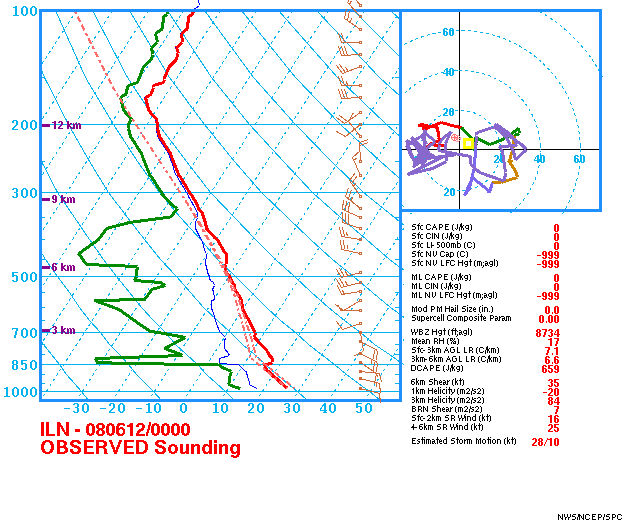 100
200
300
500
700
850
1000
12 km
9 km
6 km
3 km
-30 -20 -10 0 10 20 30 40 50
60
40
20
20 40 60
20
Sfc CAPE (J/kg) 0
Sfc CIN (J/kg) 0
Sfc LI-500mb (C) 0
Sfc NV Cap (C) -999
Sfc NV LFC Hgt (m;agl) -999
ML CAPE (J/kg) 0
ML CIN (J/kg) 0
ML NV LFC Hgt (m;agl) -999
Mod PM Hail Size (in.) 0.0
Supercell Composite Param 0.00
WBZ Hgt (ft;agl) 8734
Mean RH (%) 17
Sfc-3km AGL LR (C/km) 7.1
3km-6km AGL LR (C/km) 6.6
DCAPE (J/kg) 659
6km Shear (kt) 35
1km Helicity (m2/s2) -20
3km Helicity (m2/s2) 84
BRN Shear (m2/s2) 7
Sfc-2km SR Wind (kt) 16
4-6km SR Wind (kt) 25
Estimated Storm Motion (kt) 28/10
ILN - 080612/0000
OBSERVED Sounding
NWS/NCEP/SPC